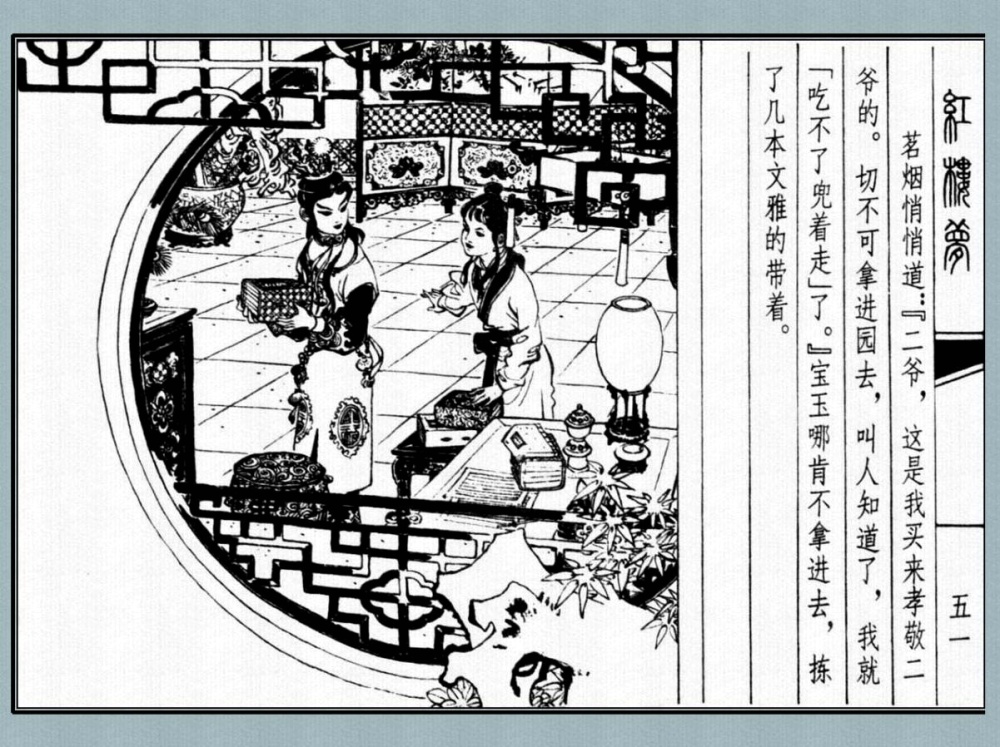 紅樓夢
五一
茗烟悄悄道：『二爷，这是我买来孝敬二
爷的。切不可拿进园去，叫人知道了，我就
「吃不了兜着走」了。』宝玉哪肯不拿进去，拣
了几本文雅的带着。